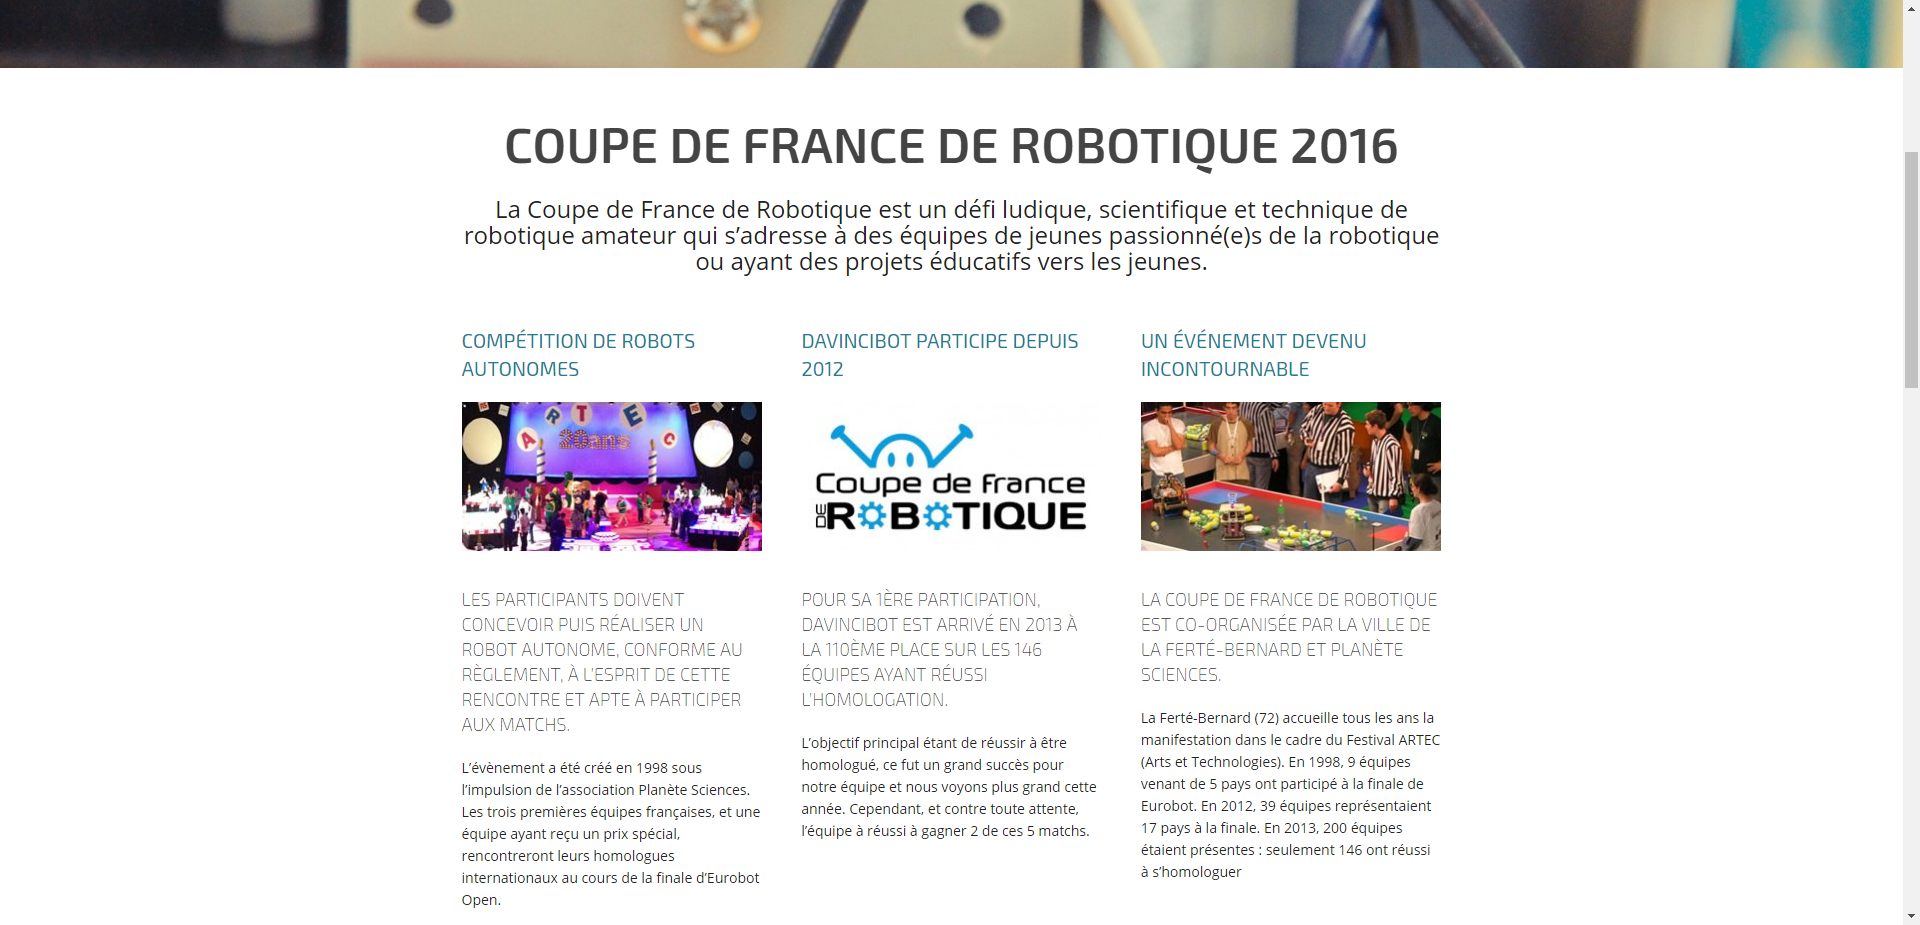 COUPE DE FRANCE DE ROBOTIQUE 2016
La Coupe de France de Robotique est un défi ludique, scientifique et technique de
robotique amateur qui s’adresse à des équipes de jeunes passionné(e)s de la robotique
ou ayant des projets éducatifs vers les jeunes.
COMPÉTITION DE ROBOTS
AUTONOMES
ARTEC
20ans
LES PARTICIPANTS DOIVENT
CONCEVOIR PUIS RÉALISER UN
ROBOT AUTONOME, CONFORME AU
RÈGLEMENT, À L’ESPRIT DE CETTE
RENCONTRE ET APTE À PARTICIPER
AUX MATCHS.
L’évènement a été créé en 1998 sous
l’impulsion de l’association Planète Sciences.
Les trois premières équipes françaises, et une
équipe ayant reçu un prix spécial,
rencontreront leurs homologues
internationaux au cours de la finale d’Eurobot
Open.
DAVINCIBOT PARTICIPE DEPUIS
2012
Coupe de france
DE ROBOTIQUE
POUR SA 1ÈRE PARTICIPATION,
DAVINCIBOT EST ARRIVÉ EN 2013 À
LA 110ÈME PLACE SUR LES 146
ÉQUIPES AYANT RÉUSSI
L’HOMOLOGATION.
L’objectif principal étant de réussir à être
homologué, ce fut un grand succès pour
notre équipe et nous voyons plus grand cette
année. Cependant, et contre toute attente,
l’équipe à réussi à gagner 2 de ces 5 matchs.
UN ÉVÉNEMENT DEVENU
INCONTOURNABLE
LA COUPE DE FRANCE DE ROBOTIQUE
EST CO-ORGANISÉE PAR LA VILLE DE
LA FERTÉ-BERNARD ET PLANÈTE
SCIENCES.
La Ferté-Bernard (72) accueille tous les ans la
manifestation dans le cadre du Festival ARTEC
(Arts et Technologies). En 1998, 9 équipes
venant de 5 pays ont participé à la finale de
Eurobot. En 2012, 39 équipes représentaient
17 pays à la finale. En 2013, 200 équipes
étaient présentes : seulement 146 ont réussi
à s’homologuer